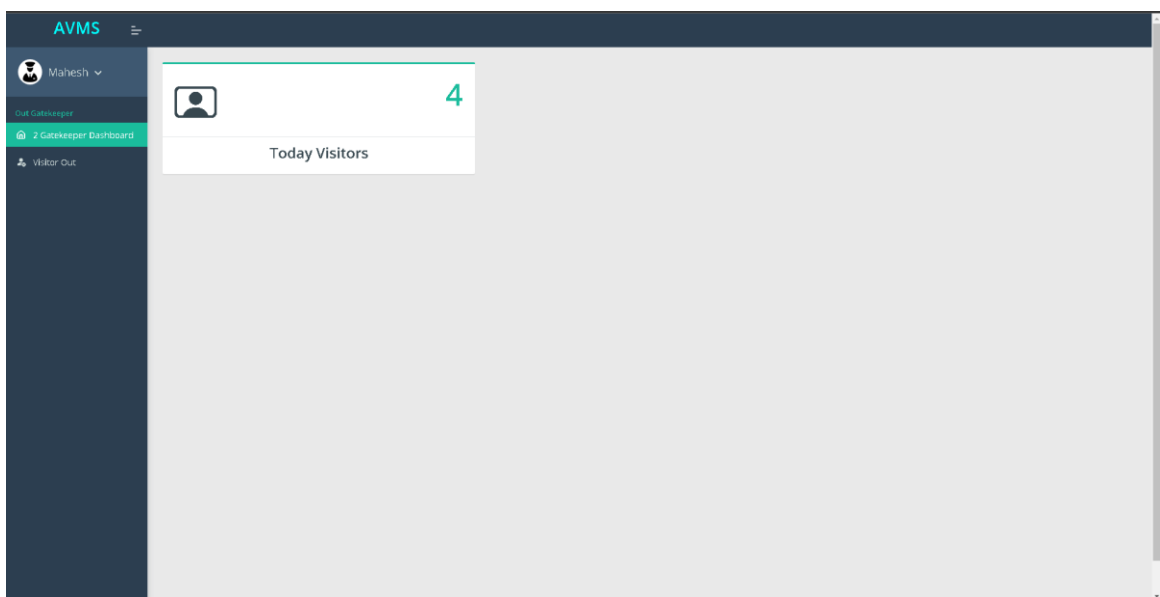 AVMS
Mahesh
Out Gatekeeper
2 Gatekeeper Dashboard
Visitor Out
4
Today Visitors